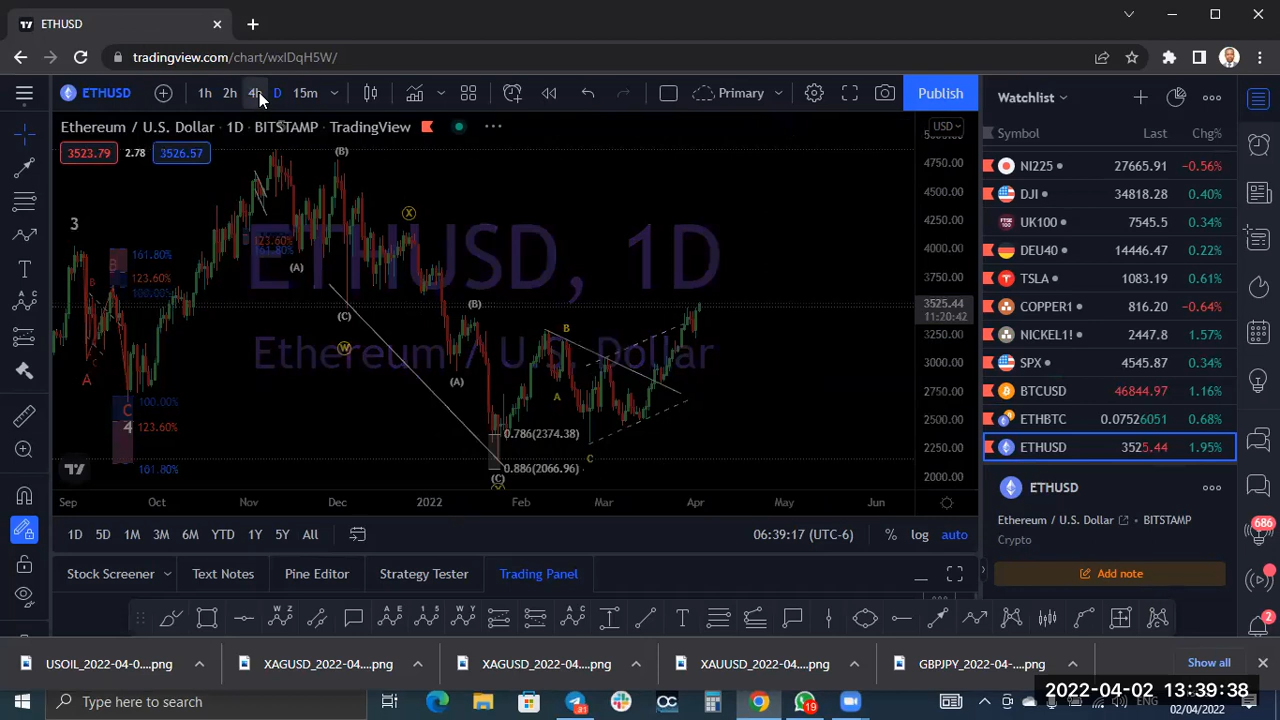 ETHUSD
tradingview.com/chart/wxlDqH5W/
ETHUSD 1h 2h 4h D 15m Primary Publish
Ethereum / U.S. Dollar · 1D · BITSTAMP · TradingView
3523.79 2.78 3526.57
USD
5000.00
4750.00
4500.00
4250.00
4000.00
3750.00
3525.44
11:20:42
3250.00
3000.00
2750.00
2500.00
2250.00
2000.00
ETHUSD, 1D
Ethereum / U.S. Dollar
3
B
161.80%
B
123.60%
100.00%
A
C
C
4
100.00%
123.60%
161.80%
123.60%
161.80%
(A)
(B)
(C)
W
X
(B)
(A)
B
A
C
0.786(2374.38)
0.886(2066.96)
(C)
Sep Oct Nov Dec 2022 Feb Mar Apr May Jun
1D 5D 1M 3M 6M YTD 1Y 5Y All 06:39:17 (UTC-6) % log auto
Stock Screener Text Notes Pine Editor Strategy Tester Trading Panel
Watchlist
Symbol Last Chg%
NI225 27665.91 −0.56%
DJI 34818.28 0.40%
UK100 7545.5 0.34%
DEU40 14446.47 0.22%
TSLA 1083.19 0.61%
COPPER1 816.20 −0.64%
NICKEL1! 2447.8 1.57%
SPX 4545.87 0.34%
BTCUSD 46844.97 1.16%
ETHBTC 0.07526051 0.68%
ETHUSD 3525.44 1.95%
ETHUSD
Ethereum / U.S. Dollar BITSTAMP
Crypto
Add note
686
2
USOIL_2022-04-0....png XAGUSD_2022-04....png XAGUSD_2022-04....png XAUUSD_2022-04....png GBPJPY_2022-04-....png Show all
Type here to search
31
19
ENG
2022-04-02 13:39:38
02/04/2022